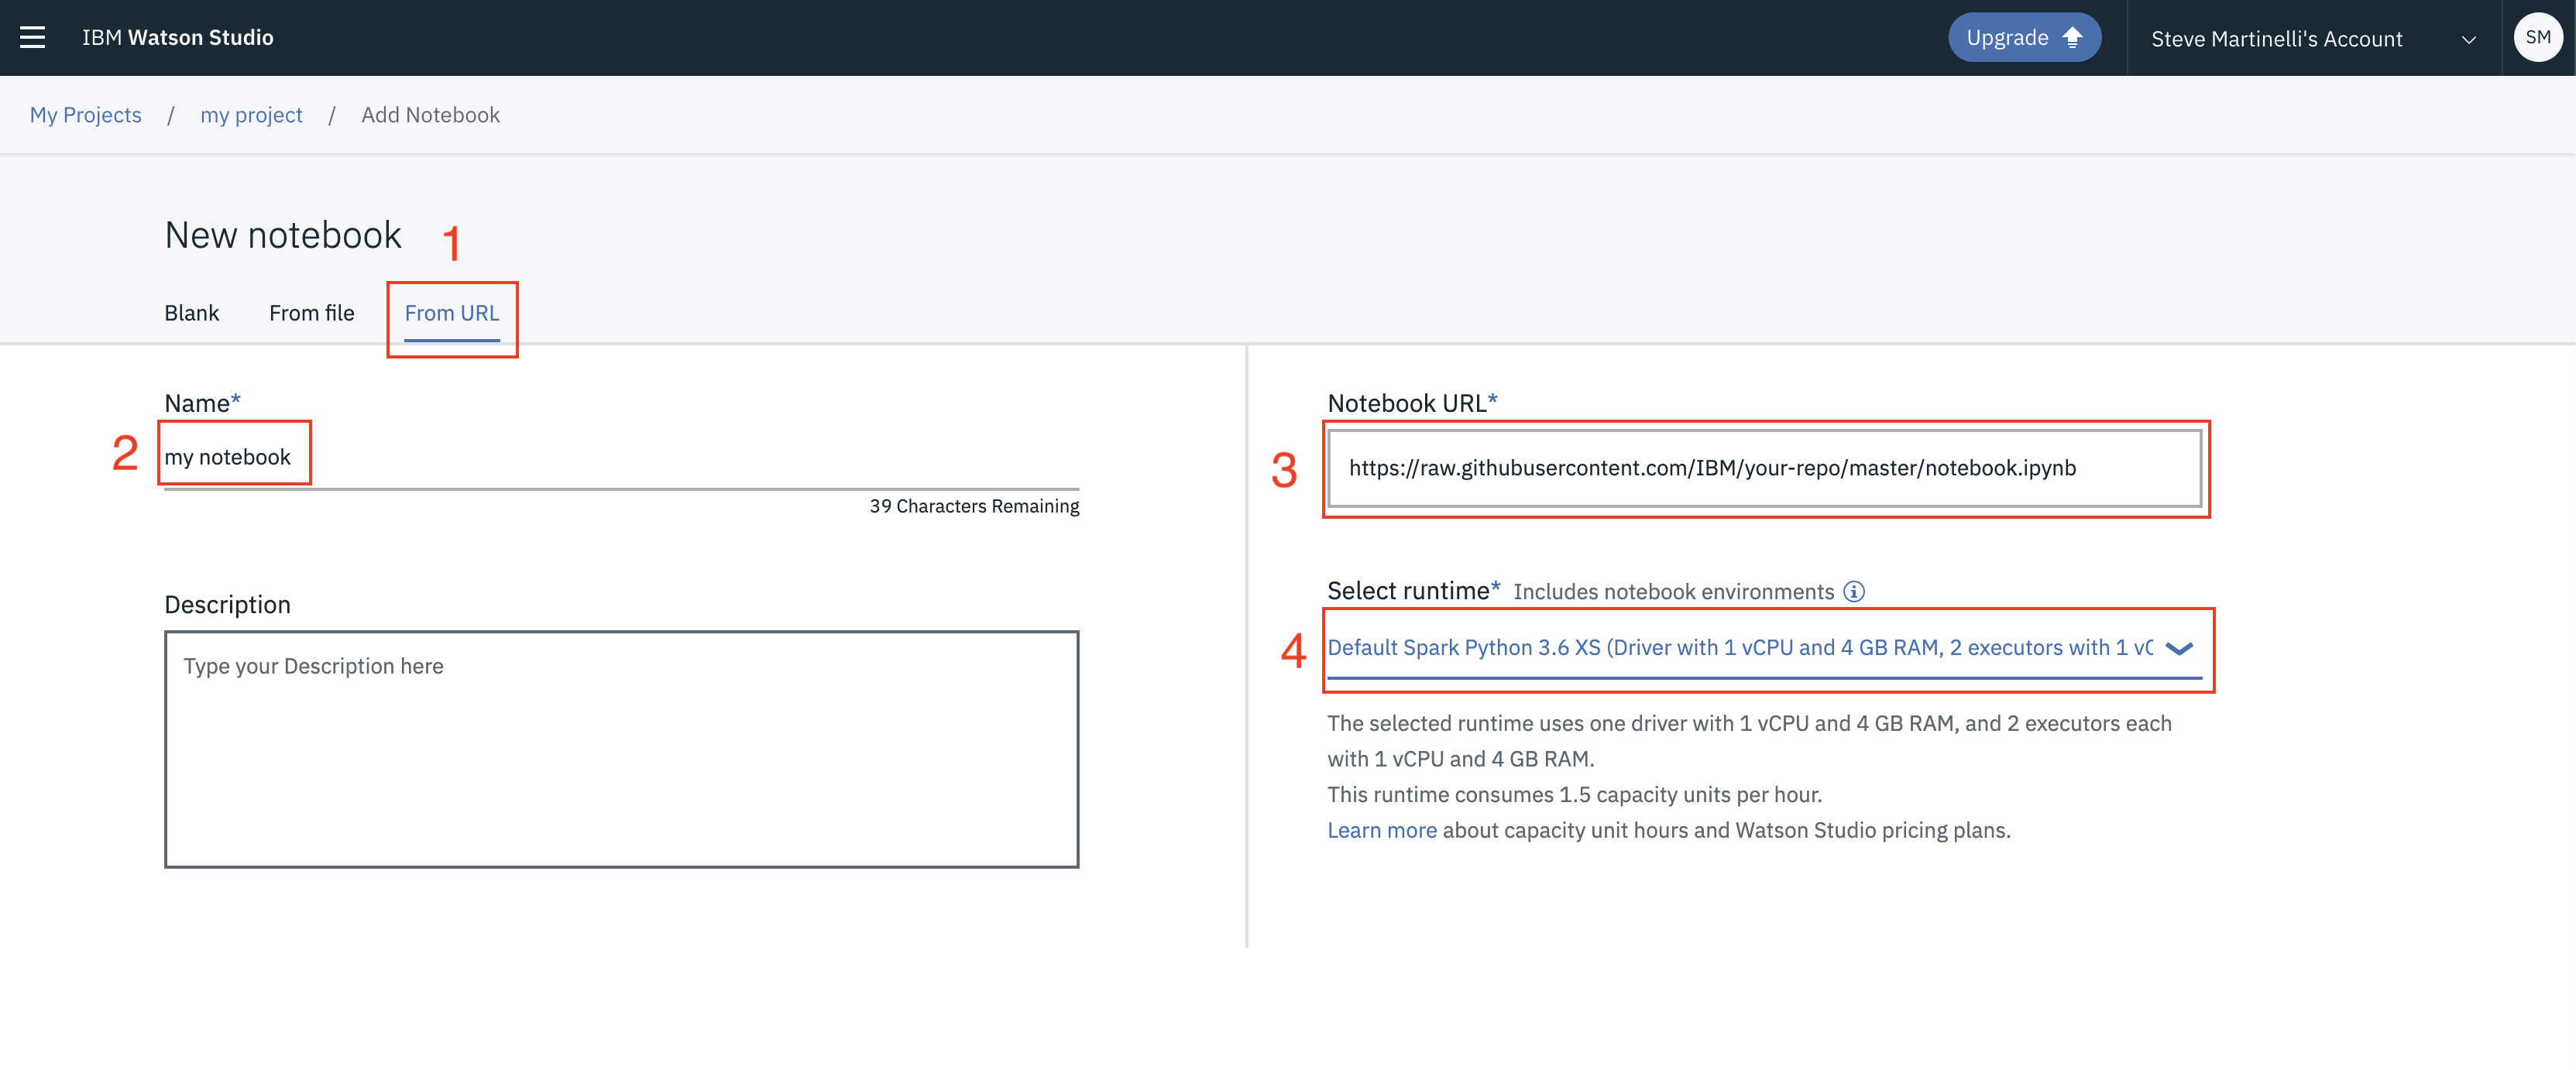 IBM Watson Studio
Upgrade
Steve Martinelli's Account
SM
My Projects / my project / Add Notebook
New notebook
1
Blank
From file
From URL
Name*
2
my notebook
39 Characters Remaining
Description
Type your Description here
Notebook URL*
3
https://raw.githubusercontent.com/IBM/your-repo/master/notebook.ipynb
Select runtime* Includes notebook environments
4
Default Spark Python 3.6 XS (Driver with 1 vCPU and 4 GB RAM, 2 executors with 1 vC
The selected runtime uses one driver with 1 vCPU and 4 GB RAM, and 2 executors each
with 1 vCPU and 4 GB RAM.
This runtime consumes 1.5 capacity units per hour.
Learn more about capacity unit hours and Watson Studio pricing plans.